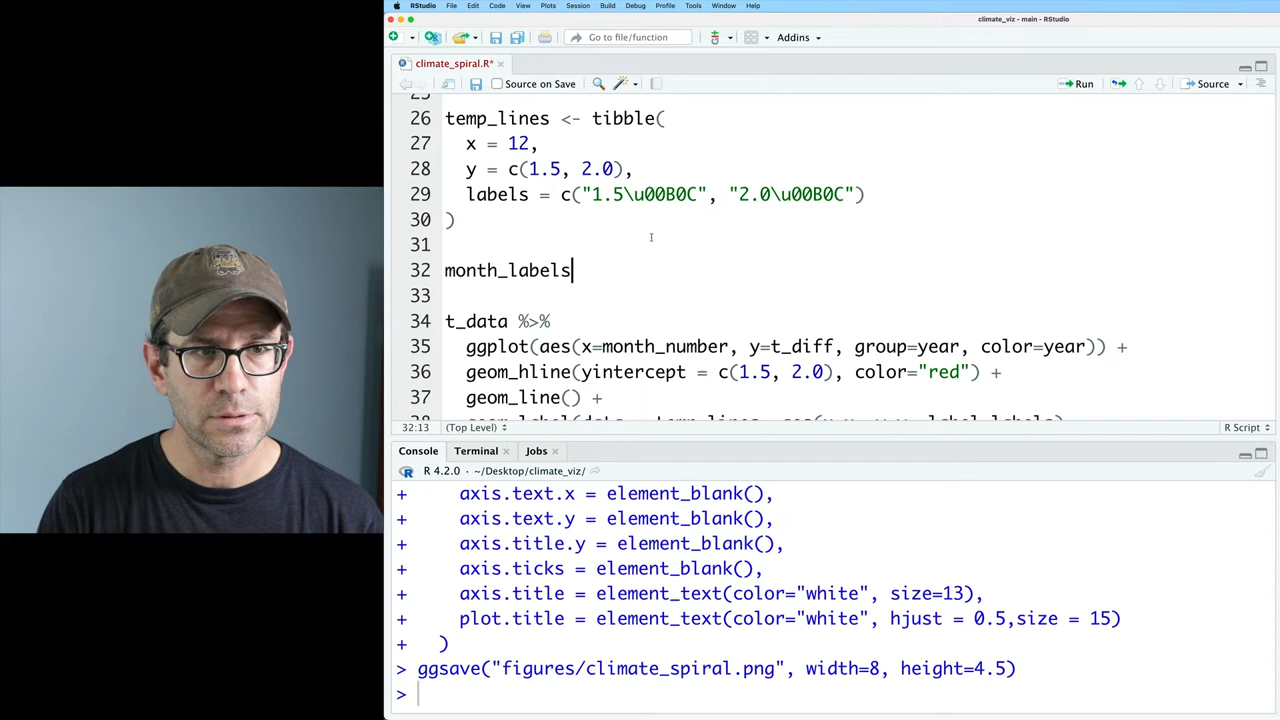 RStudio File Edit Code View Plots Session Build Debug Profile Tools Window Help
climate_viz - main - RStudio
Go to file/function Addins
climate_spiral.R*
Source on Save Run Source
25
26 temp_lines <- tibble(
27 x = 12,
28 y = c(1.5, 2.0),
29 labels = c("1.5\u00B0C", "2.0\u00B0C")
30 )
31
32 month_labels
33
34 t_data %>%
35 ggplot(aes(x=month_number, y=t_diff, group=year, color=year)) +
36 geom_hline(yintercept = c(1.5, 2.0), color="red") +
37 geom_line() +
32:13 (Top Level) R Script
Console Terminal Jobs
R 4.2.0 · ~/Desktop/climate_viz/
+ axis.text.x = element_blank(),
+ axis.text.y = element_blank(),
+ axis.title.y = element_blank(),
+ axis.ticks = element_blank(),
+ axis.title = element_text(color="white", size=13),
+ plot.title = element_text(color="white", hjust = 0.5,size = 15)
+ )
> ggsave("figures/climate_spiral.png", width=8, height=4.5)
>